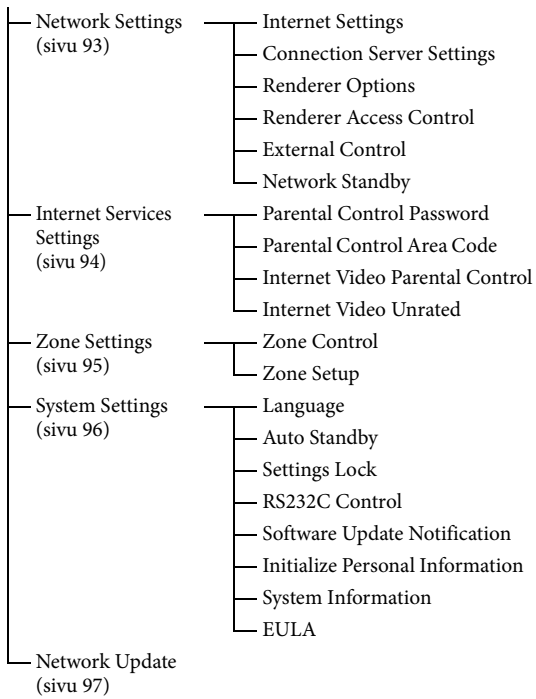 Network Settings
(sivu 93)
Internet Settings
Connection Server Settings
Renderer Options
Renderer Access Control
External Control
Network Standby
Internet Services
Settings
(sivu 94)
Parental Control Password
Parental Control Area Code
Internet Video Parental Control
Internet Video Unrated
Zone Settings
(sivu 95)
Zone Control
Zone Setup
System Settings
(sivu 96)
Language
Auto Standby
Settings Lock
RS232C Control
Software Update Notification
Initialize Personal Information
System Information
EULA
Network Update
(sivu 97)